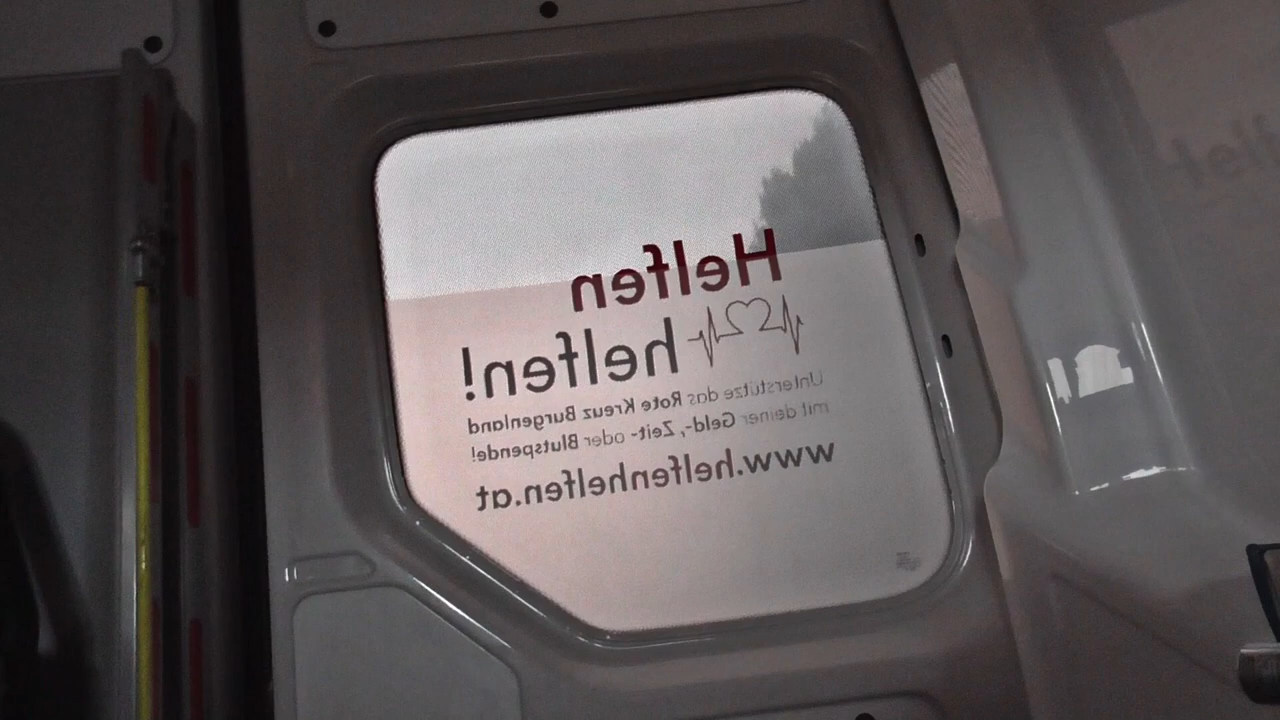 Helfen
helfen!
Unterstütze das Rote Kreuz Burgenland
mit deiner Geld-, Zeit- oder Blutspende!
www.helfenhelfen.at